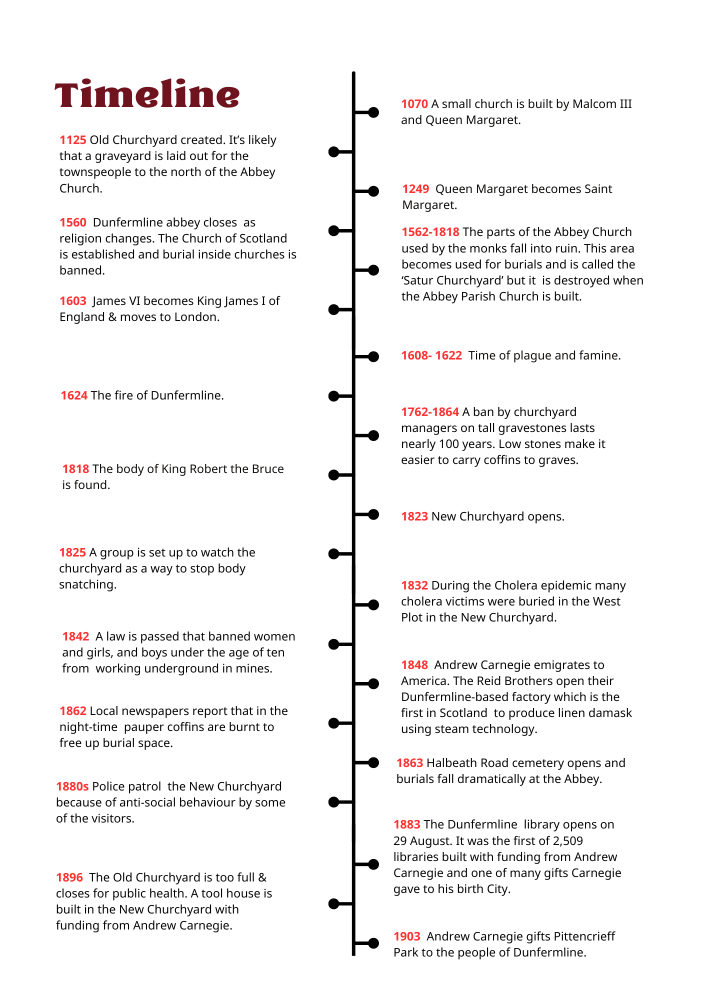 Timeline
1070 A small church is built by Malcom III
and Queen Margaret.
1125 Old Churchyard created. It’s likely
that a graveyard is laid out for the
townspeople to the north of the Abbey
Church.
1249  Queen Margaret becomes Saint
Margaret.
1560  Dunfermline abbey closes  as
religion changes. The Church of Scotland
is established and burial inside churches is
banned.
1562-1818 The parts of the Abbey Church
used by the monks fall into ruin. This area
becomes used for burials and is called the
‘Satur Churchyard’ but it  is destroyed when
the Abbey Parish Church is built.
1603  James VI becomes King James I of
England & moves to London.
1608- 1622  Time of plague and famine.
1624 The fire of Dunfermline.
1762-1864 A ban by churchyard
managers on tall gravestones lasts
nearly 100 years. Low stones make it
easier to carry coffins to graves.
1818 The body of King Robert the Bruce
is found.
1823 New Churchyard opens.
1825 A group is set up to watch the
churchyard as a way to stop body
snatching.
1832 During the Cholera epidemic many
cholera victims were buried in the West
Plot in the New Churchyard.
1842  A law is passed that banned women
and girls, and boys under the age of ten
from  working underground in mines.
1848  Andrew Carnegie emigrates to
America. The Reid Brothers open their
Dunfermline-based factory which is the
first in Scotland  to produce linen damask
using steam technology.
1862 Local newspapers report that in the
night-time  pauper coffins are burnt to
free up burial space.
1863 Halbeath Road cemetery opens and
burials fall dramatically at the Abbey.
1880s Police patrol  the New Churchyard
because of anti-social behaviour by some
of the visitors.
1883 The Dunfermline  library opens on
29 August. It was the first of 2,509
libraries built with funding from Andrew
Carnegie and one of many gifts Carnegie
gave to his birth City.
1896  The Old Churchyard is too full &
closes for public health. A tool house is
built in the New Churchyard with
funding from Andrew Carnegie.
1903  Andrew Carnegie gifts Pittencrieff
Park to the people of Dunfermline.